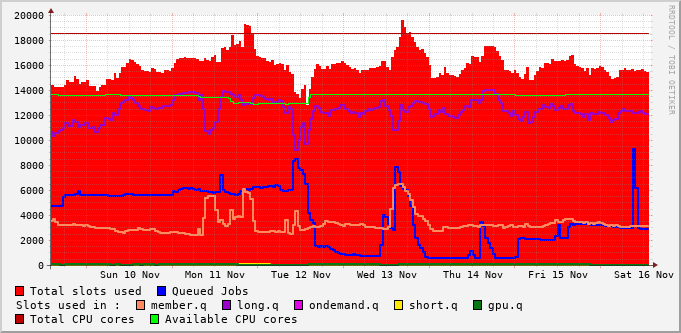 20000
18000
16000
14000
12000
10000
8000
6000
4000
2000
0
RRDTOOL / TOBI OETIKER
Sun 10 Nov Mon 11 Nov Tue 12 Nov Wed 13 Nov Thu 14 Nov Fri 15 Nov Sat 16 Nov
Total slots used Queued Jobs
Slots used in : member.q long.q ondemand.q short.q gpu.q
Total CPU cores Available CPU cores